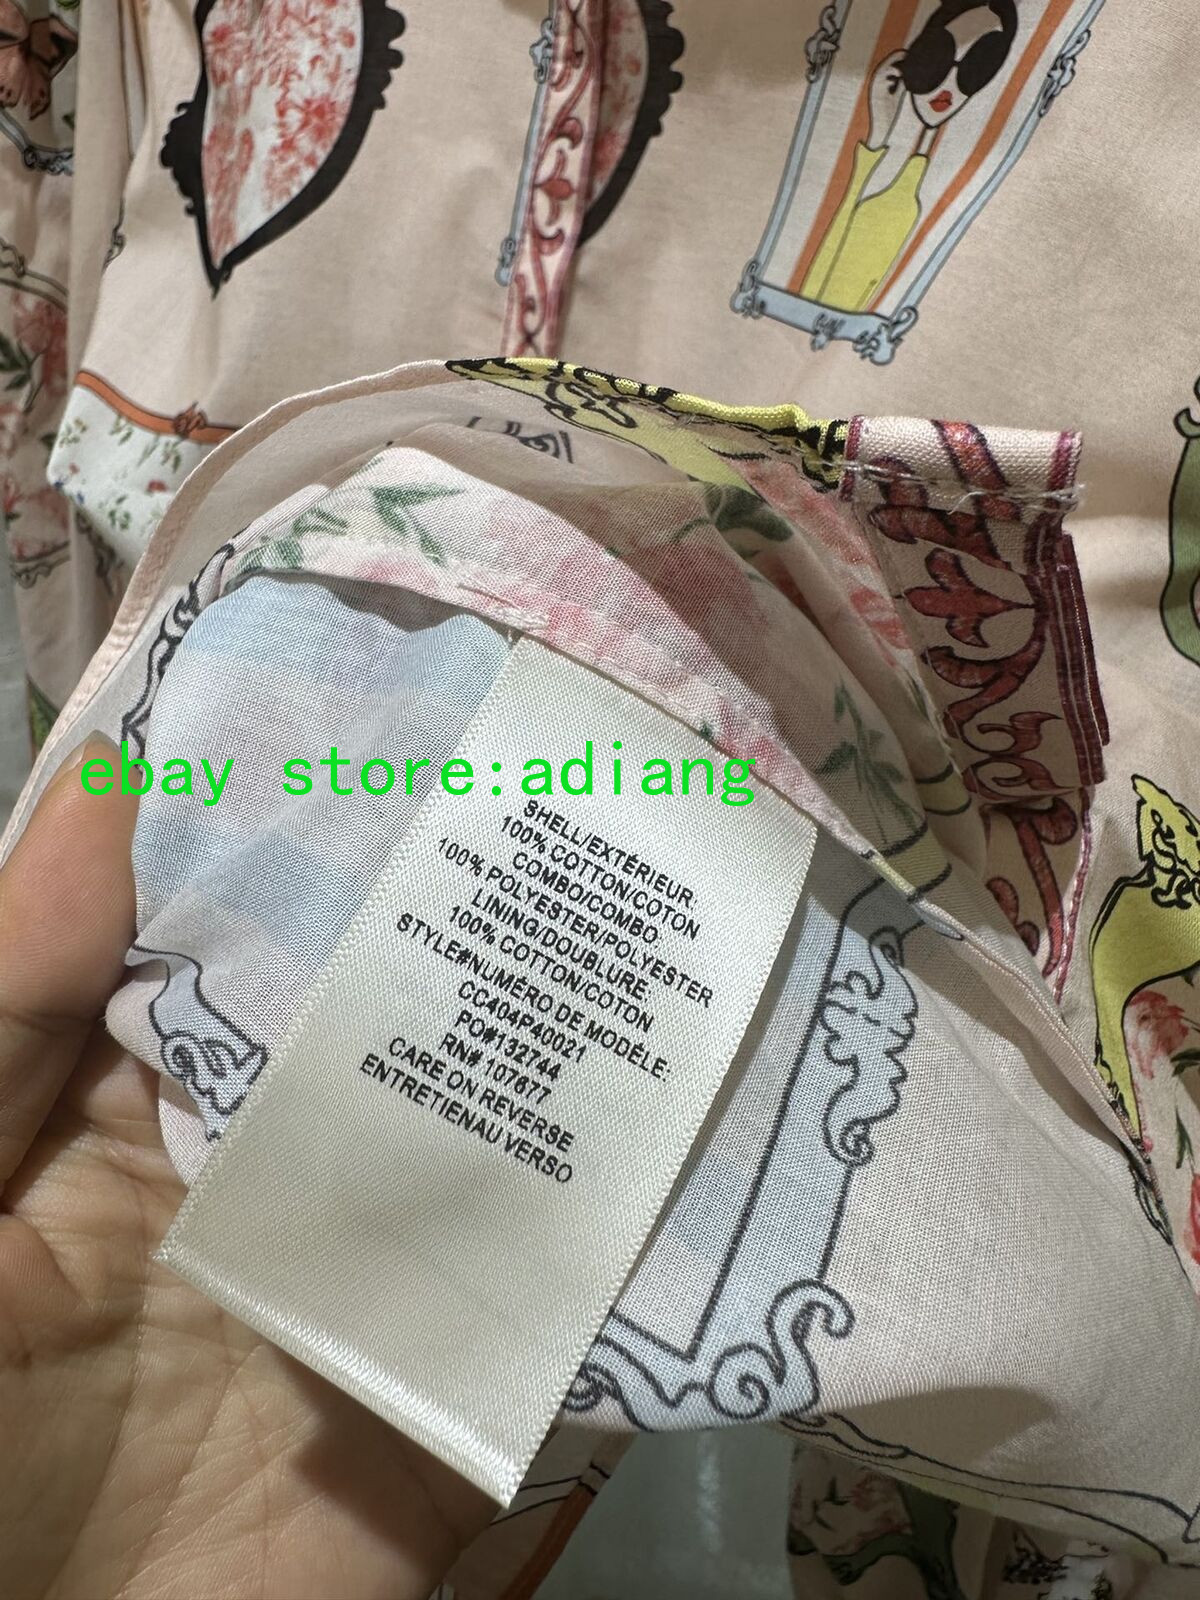 ebay store:adiang
SHELL/EXTÉRIEUR.
100% COTTON/COTON
COMBO/COMBO.
100% POLYESTER/POLYESTER
LINING/DOUBLURE.
100% COTTON/COTON
STYLE#NUMÉRO DE MODÈLE:
CC404P40021
PO#132744
RN# 107677
CARE ON REVERSE
ENTRETIENAU VERSO